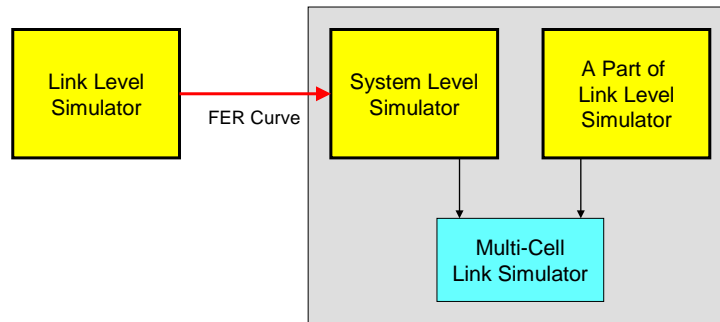 Link Level
Simulator
FER Curve
System Level
Simulator
A Part of
Link Level
Simulator
Multi-Cell
Link Simulator